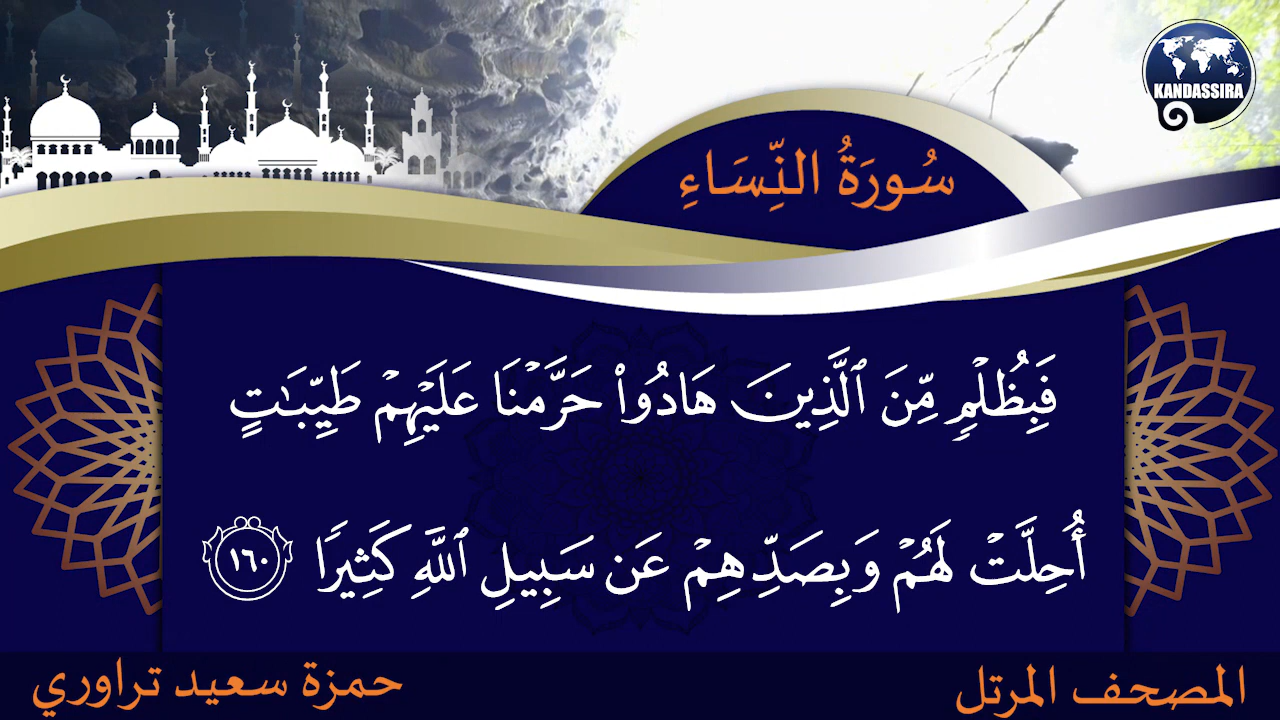 KANDASSIRA
سُورَةُ النِّسَاءِ
فَبِظُلْمٖ مِّنَ ٱلَّذِينَ هَادُواْ حَرَّمْنَا عَلَيْهِمْ طَيِّبَٰتٍ
أُحِلَّتْ لَهُمْ وَبِصَدِّهِمْ عَن سَبِيلِ ٱللَّهِ كَثِيرٗا ١٦٠
المصحف المرتل
حمزة سعيد تراوري